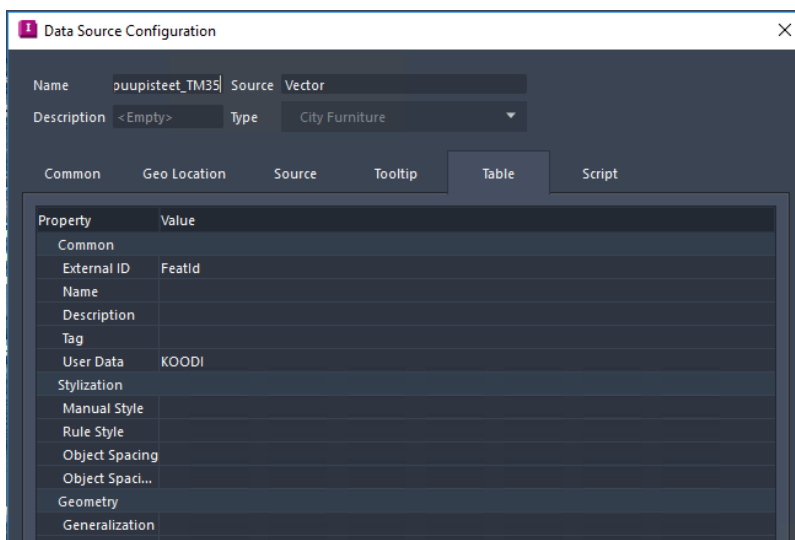 I Data Source Configuration
Name puupisteet_TM35 Source Vector
Description <Empty> Type City Furniture
Common Geo Location Source Tooltip Table Script
Property Value
Common
External ID FeatId
Name
Description
Tag
User Data KOODI
Stylization
Manual Style
Rule Style
Object Spacing
Object Spaci...
Geometry
Generalization